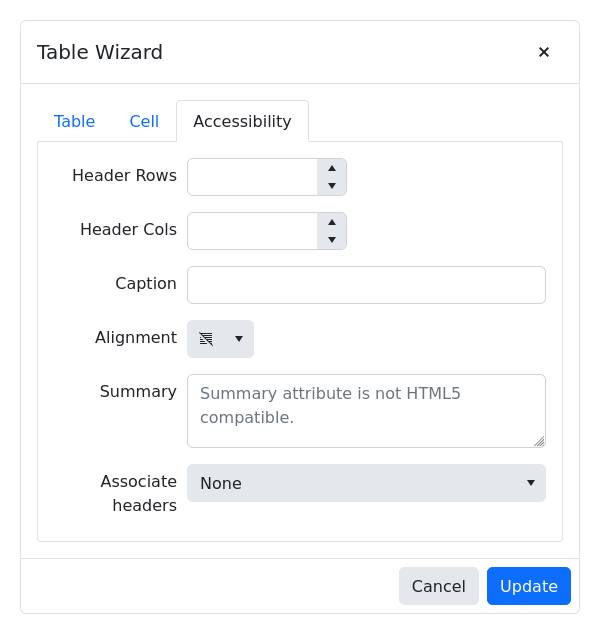 Table Wizard
Table Cell Accessibility
Header Rows
Header Cols
Caption
Alignment
Summary
Summary attribute is not HTML5
compatible.
Associate
headers
None
Cancel Update